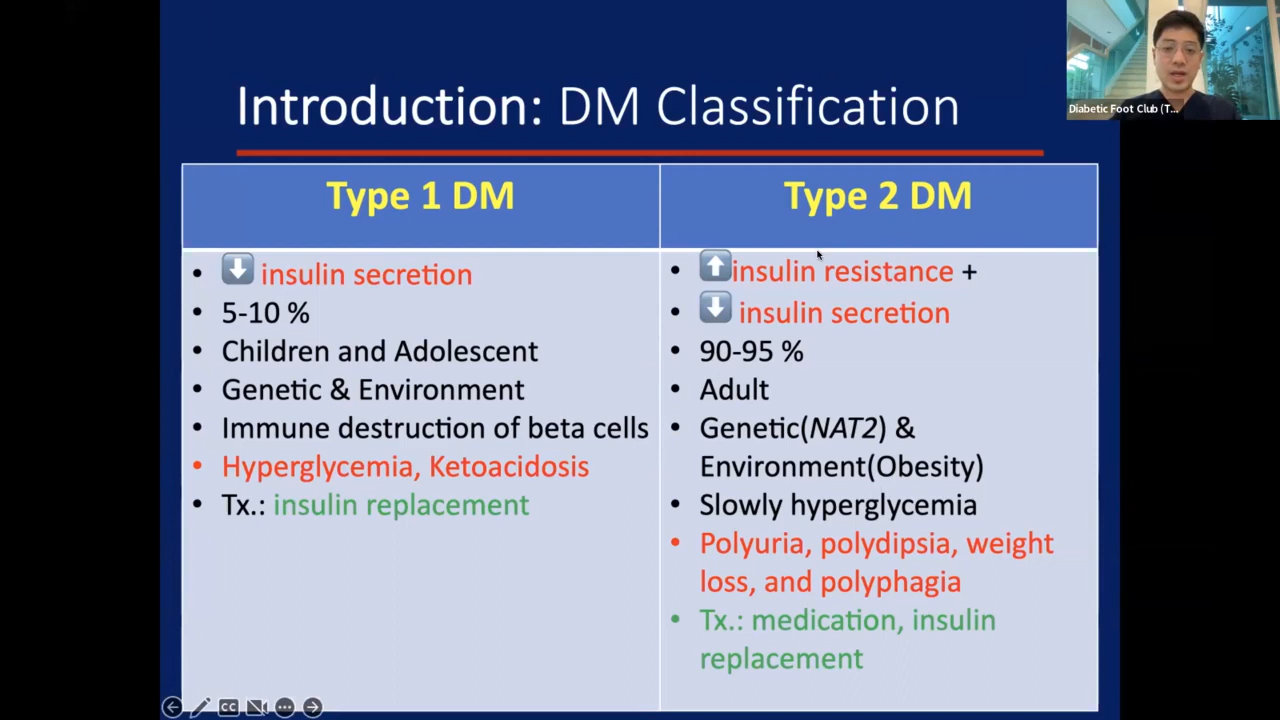 Introduction: DM Classification
Diabetic Foot Club (T...
Type 1 DM
• ⬇ insulin secretion
• 5-10 %
• Children and Adolescent
• Genetic & Environment
• Immune destruction of beta cells
• Hyperglycemia, Ketoacidosis
• Tx.: insulin replacement
Type 2 DM
• ⬆insulin resistance +
• ⬇ insulin secretion
• 90-95 %
• Adult
• Genetic(NAT2) &
Environment(Obesity)
• Slowly hyperglycemia
• Polyuria, polydipsia, weight
loss, and polyphagia
• Tx.: medication, insulin
replacement
CC